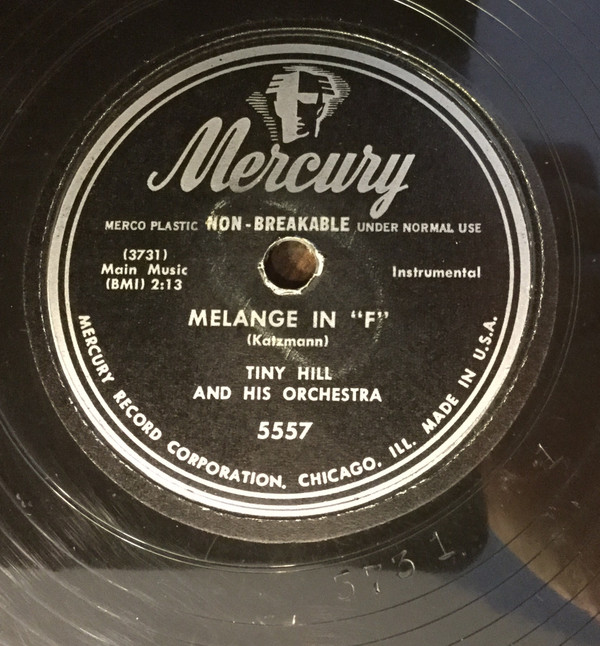 Mercury
MERCO PLASTIC NON-BREAKABLE UNDER NORMAL USE
(3731)
Main Music
(BMI) 2:13
Instrumental
MELANGE IN "F"
(Katzmann)
TINY HILL
AND HIS ORCHESTRA
5557
MERCURY RECORD CORPORATION, CHICAGO, ILL. MADE IN U.S.A.
3731
1